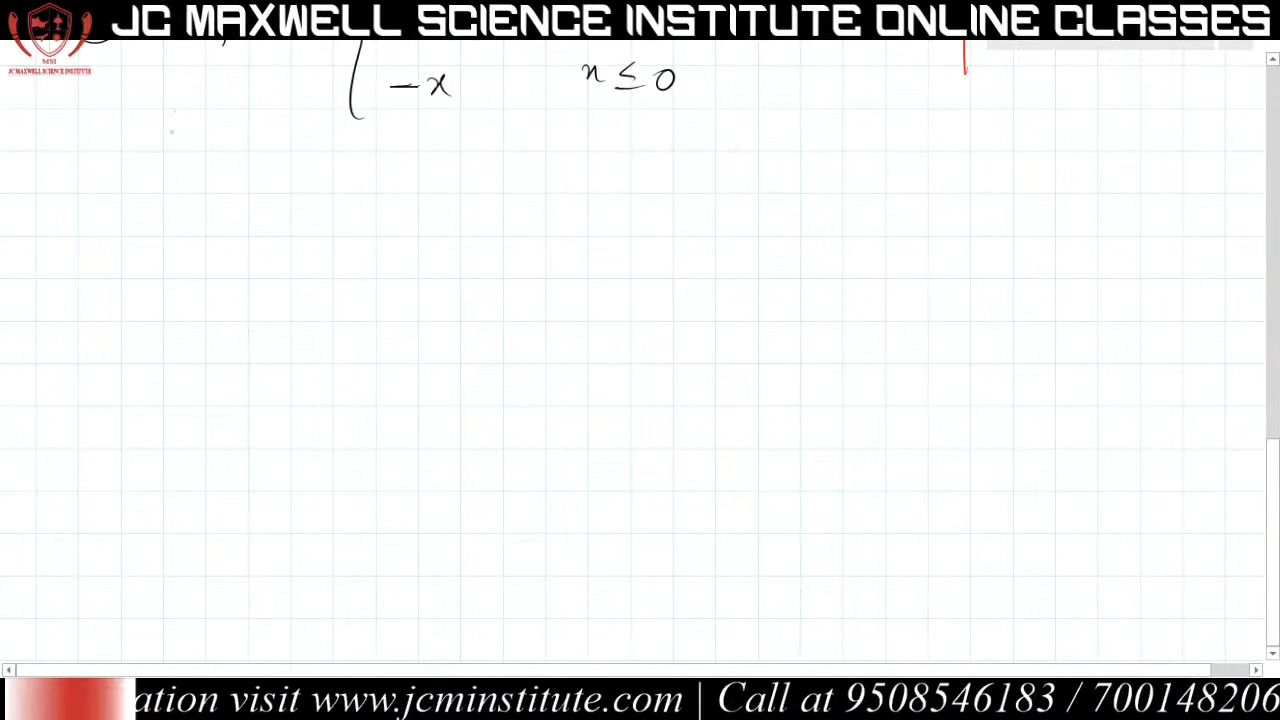 JC MAXWELL SCIENCE INSTITUTE ONLINE CLASSES
MSI
JC MAXWELL SCIENCE INSTITUTE
-x x ≤ 0
ation visit www.jcminstitute.com | Call at 9508546183 / 700148206